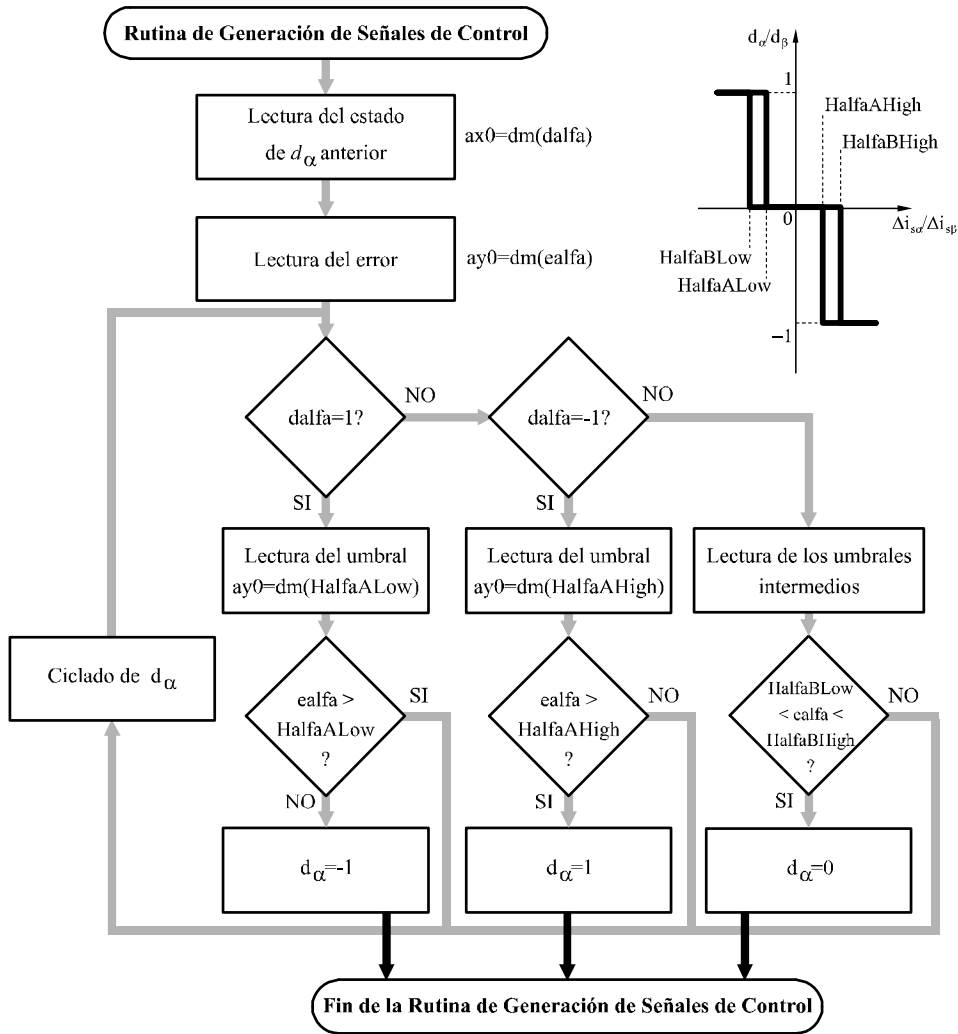 Rutina de Generación de Señales de Control
Lectura del estado
de dα anterior
ax0=dm(dalfa)
Lectura del error
ay0=dm(ealfa)
dα/dβ
1
HalfaAHigh
HalfaBHigh
0
Δisα/Δisβ
HalfaBLow
HalfaALow
−1
dalfa=1?
NO
dalfa=-1?
NO
SI
SI
Lectura del umbral
ay0=dm(HalfaALow)
Lectura del umbral
ay0=dm(HalfaAHigh)
Lectura de los umbrales
intermedios
Ciclado de dα
ealfa >
HalfaALow
?
SI
NO
ealfa >
HalfaAHigh
?
NO
SI
HalfaBLow
< ealfa <
HalfaBHigh
?
NO
SI
dα=-1
dα=1
dα=0
Fin de la Rutina de Generación de Señales de Control